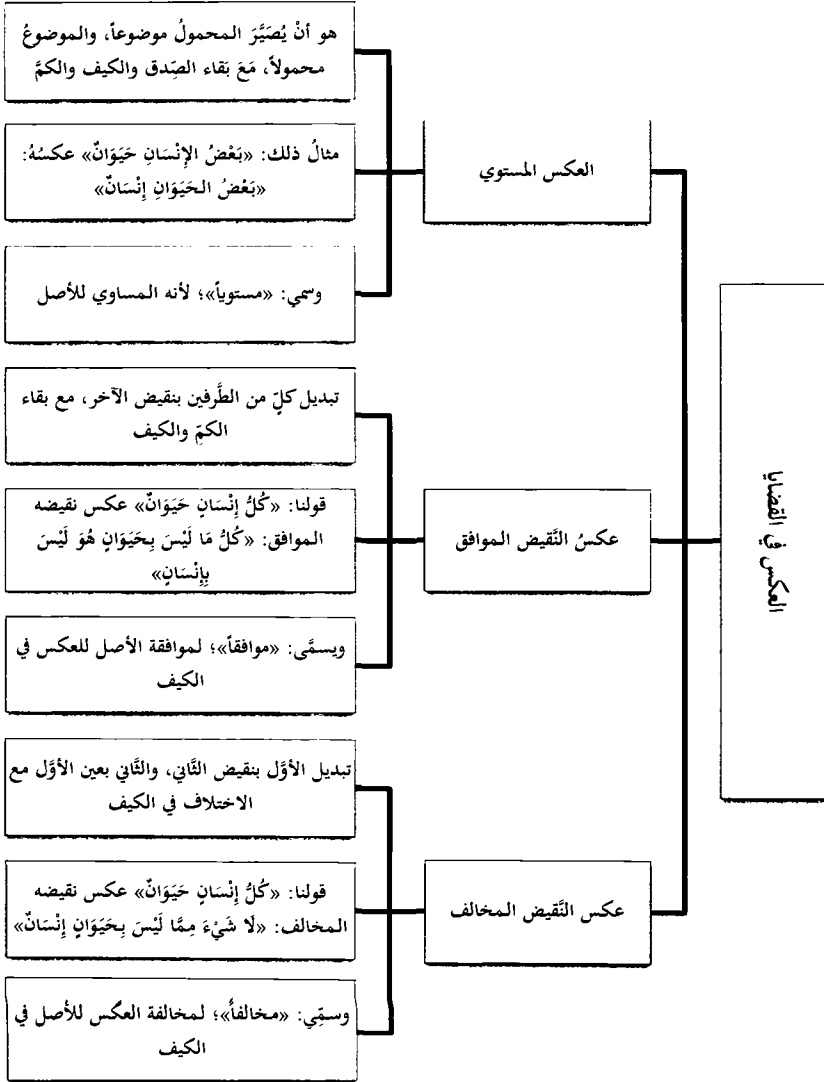 العكس في القضايا
العكس المستوي
هو أنْ يُصَيَّرَ المحمولُ موضوعاً، والموضوعُ
محمولاً، مَعَ بَقاء الصِّدق والكيف والكمَّ
مثالُ ذلك: «بَعْضُ الإِنْسَانِ حَيَوَانٌ» عكسُهُ:
«بَعْضُ الحَيَوَانِ إِنْسَانٌ»
وسمي: «مستوياً»؛ لأنه المساوي للأصل
عكسُ النَّقيض الموافق
تبديل كلٍّ من الطَّرفين بنقيض الآخر، مع بقاء
الكمّ والكيف
قولنا: «كُلُّ إِنْسَانٍ حَيَوَانٌ» عكس نقيضه
الموافق: «كُلُّ مَا لَيْسَ بِحَيَوَانٍ هُوَ لَيْسَ
بِإِنْسَانٍ»
ويسمَّى: «موافقاً»؛ لموافقة الأصل للعكس في
الكيف
عكس النَّقيض المخالف
تبديل الأوَّل بنقيض الثَّاني، والثَّاني بعين الأوَّل مع
الاختلاف في الكيف
قولنا: «كُلُّ إِنْسَانٍ حَيَوَانٌ» عكس نقيضه
المخالف: «لَا شَيْءَ مِمَّا لَيْسَ بِحَيَوَانٍ إِنْسَانٌ»
وسمِّي: «مخالفاً»؛ لمخالفة العكس للأصل في
الكيف